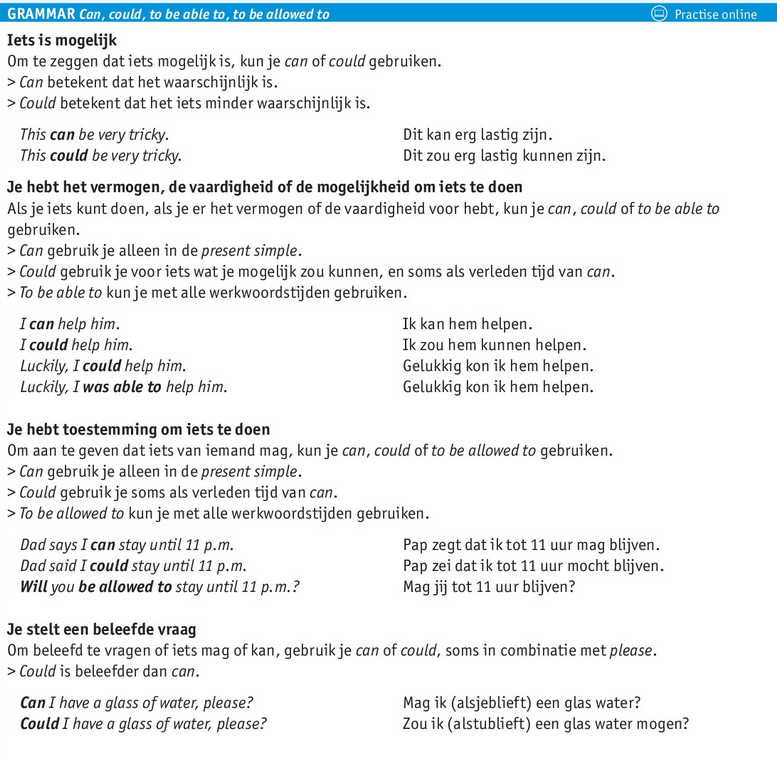 GRAMMAR Can, could, to be able to, to be allowed to Practise online
Iets is mogelijk
Om te zeggen dat iets mogelijk is, kun je can of could gebruiken.
> Can betekent dat het waarschijnlijk is.
> Could betekent dat het iets minder waarschijnlijk is.
This can be very tricky. Dit kan erg lastig zijn.
This could be very tricky. Dit zou erg lastig kunnen zijn.
Je hebt het vermogen, de vaardigheid of de mogelijkheid om iets te doen
Als je iets kunt doen, als je er het vermogen of de vaardigheid voor hebt, kun je can, could of to be able to
gebruiken.
> Can gebruik je alleen in de present simple.
> Could gebruik je voor iets wat je mogelijk zou kunnen, en soms als verleden tijd van can.
> To be able to kun je met alle werkwoordstijden gebruiken.
I can help him. Ik kan hem helpen.
I could help him. Ik zou hem kunnen helpen.
Luckily, I could help him. Gelukkig kon ik hem helpen.
Luckily, I was able to help him. Gelukkig kon ik hem helpen.
Je hebt toestemming om iets te doen
Om aan te geven dat iets van iemand mag, kun je can, could of to be allowed to gebruiken.
> Can gebruik je alleen in de present simple.
> Could gebruik je soms als verleden tijd van can.
> To be allowed to kun je met alle werkwoordstijden gebruiken.
Dad says I can stay until 11 p.m. Pap zegt dat ik tot 11 uur mag blijven.
Dad said I could stay until 11 p.m. Pap zei dat ik tot 11 uur mocht blijven.
Will you be allowed to stay until 11 p.m.? Mag jij tot 11 uur blijven?
Je stelt een beleefde vraag
Om beleefd te vragen of iets mag of kan, gebruik je can of could, soms in combinatie met please.
> Could is beleefder dan can.
Can I have a glass of water, please? Mag ik (alsjeblieft) een glas water?
Could I have a glass of water, please? Zou ik (alstublieft) een glas water mogen?